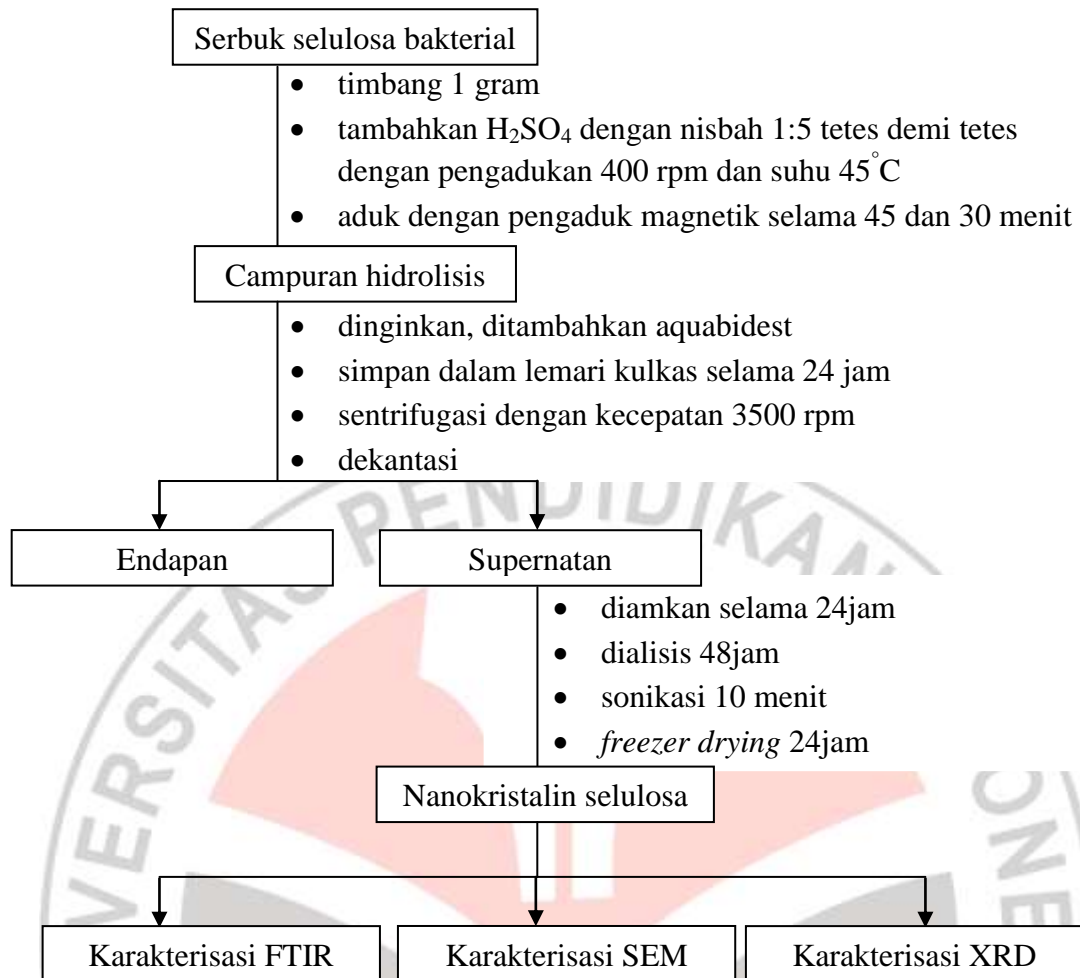 Serbuk selulosa bakterial
• timbang 1 gram
• tambahkan H₂SO₄ dengan nisbah 1:5 tetes demi tetes
dengan pengadukan 400 rpm dan suhu 45°C
• aduk dengan pengaduk magnetik selama 45 dan 30 menit
Campuran hidrolisis
• dinginkan, ditambahkan aquabidest
• simpan dalam lemari kulkas selama 24 jam
• sentrifugasi dengan kecepatan 3500 rpm
• dekantasi
Endapan
Supernatan
• diamkan selama 24jam
• dialisis 48jam
• sonikasi 10 menit
• freezer drying 24jam
Nanokristalin selulosa
Karakterisasi FTIR
Karakterisasi SEM
Karakterisasi XRD
VERSITAS PENDIDIKAN
ONE